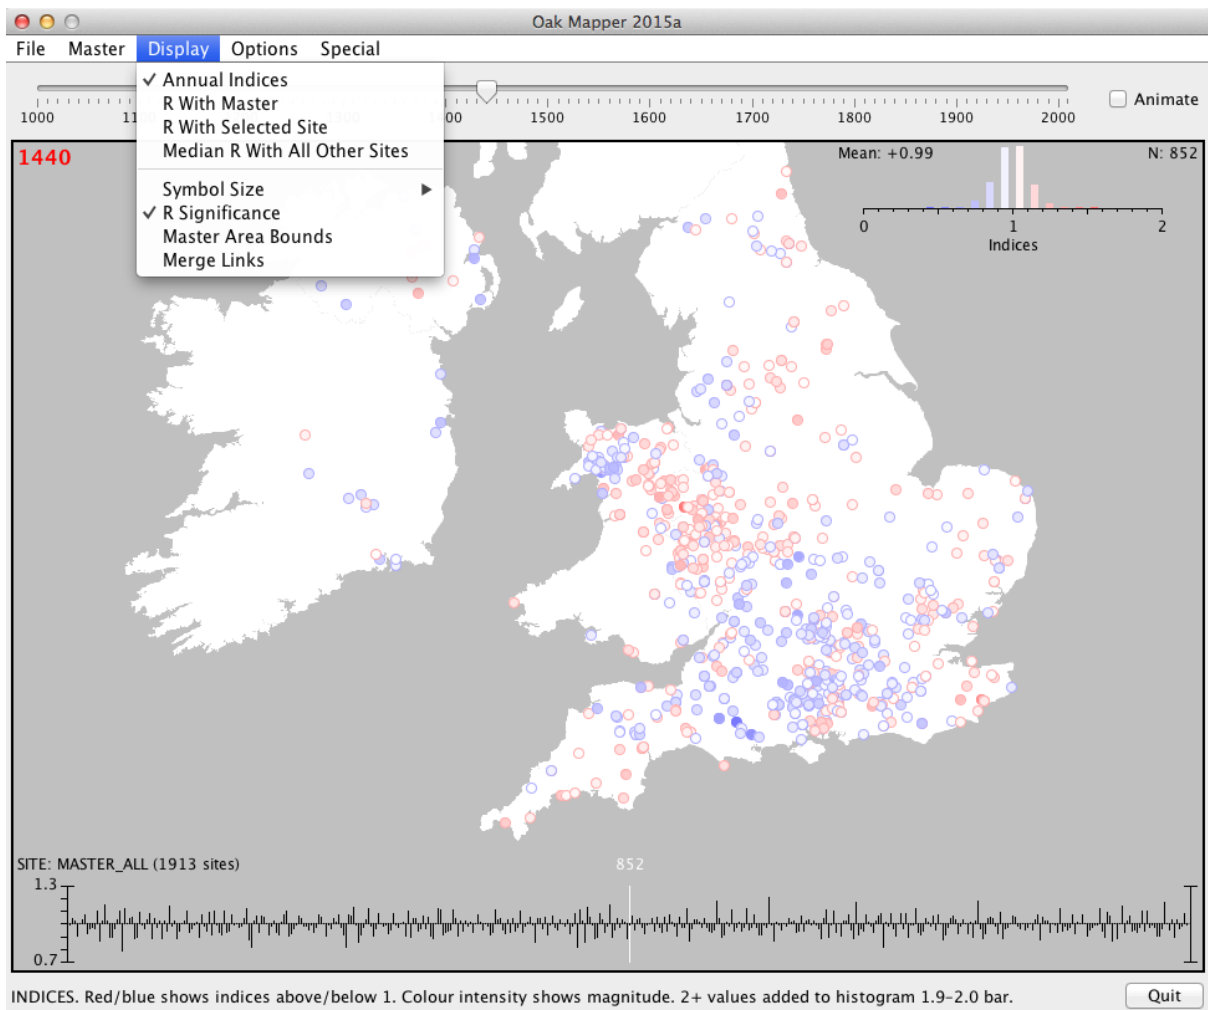 Oak Mapper 2015a
File Master Display Options Special
Annual Indices
R With Master
R With Selected Site
Median R With All Other Sites
Symbol Size
R Significance
Master Area Bounds
Merge Links
1000 1400 1500 1600 1700 1800 1900 2000
Animate
1440
Mean: +0.99 N: 852
0 1 2
Indices
SITE: MASTER_ALL (1913 sites) 852
1.3
0.7
INDICES. Red/blue shows indices above/below 1. Colour intensity shows magnitude. 2+ values added to histogram 1.9-2.0 bar.
Quit